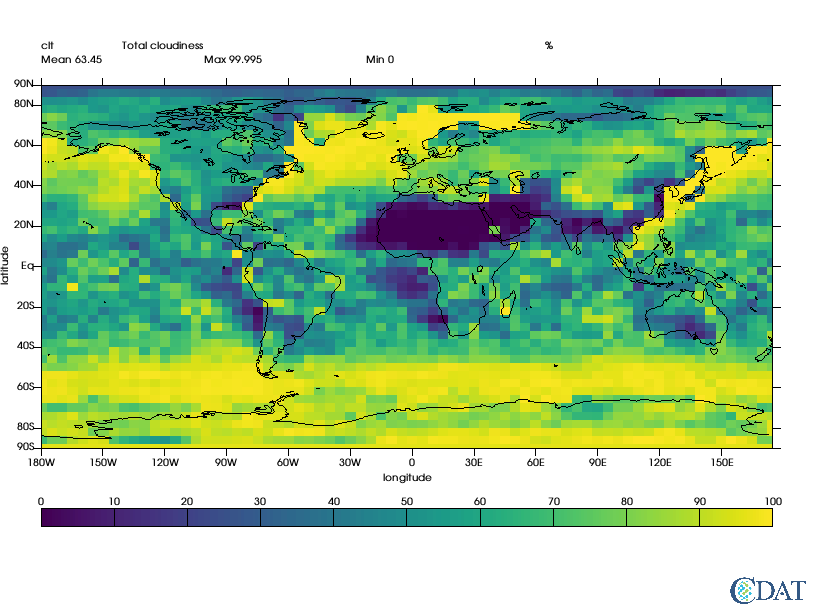 clt Total cloudiness %
Mean 63.45 Max 99.995 Min 0
90N
80N
60N
40N
20N
Eq
20S
40S
60S
80S
90S
latitude
180W 150W 120W 90W 60W 30W 0 30E 60E 90E 120E 150E
longitude
0 10 20 30 40 50 60 70 80 90 100
CDAT